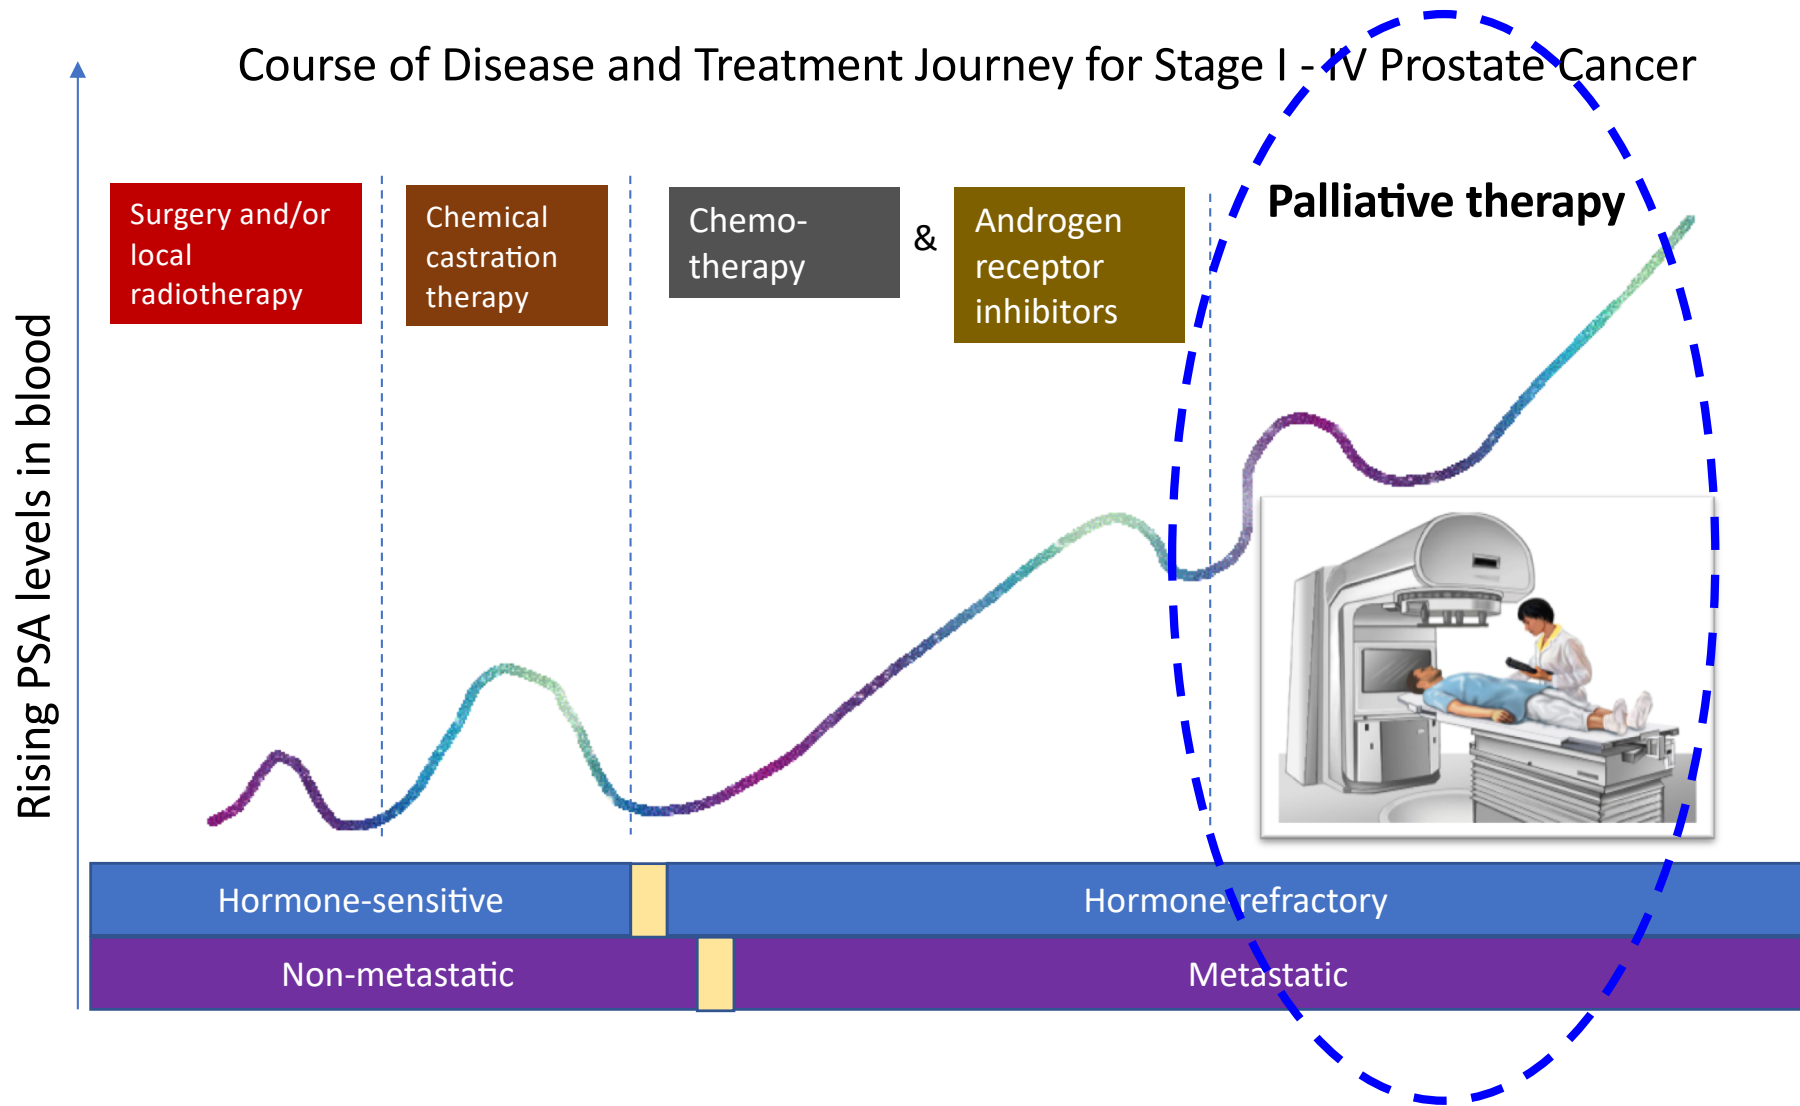 Course of Disease and Treatment Journey for Stage I - IV Prostate Cancer
Surgery and/or
local
radiotherapy
Chemical
castration
therapy
Chemo-
therapy
&
Androgen
receptor
inhibitors
Palliative therapy
Rising PSA levels in blood
Hormone-sensitive
Hormone-refractory
Non-metastatic
Metastatic